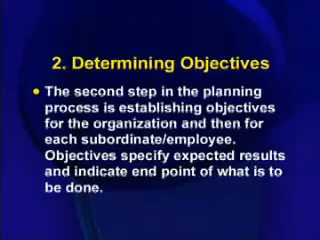 2. Determining Objectives
• The second step in the planning
process is establishing objectives
for the organization and then for
each subordinate/employee.
Objectives specify expected results
and indicate end point of what is to
be done.